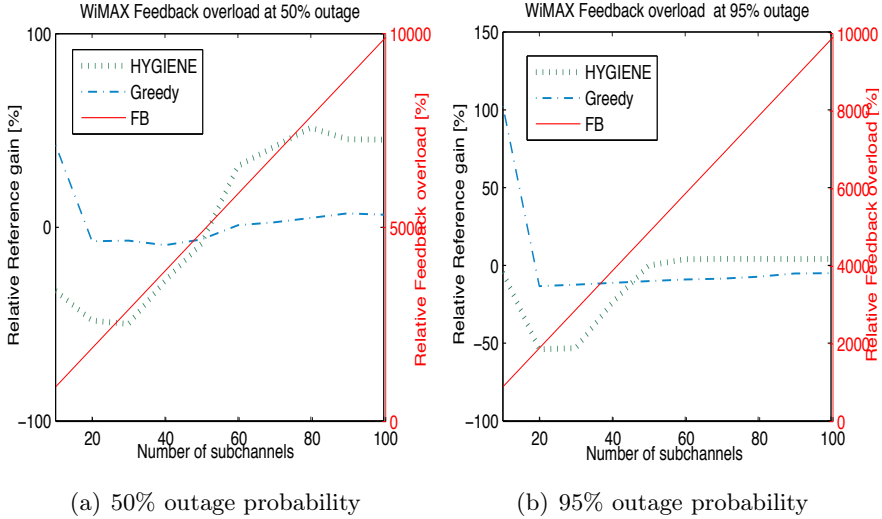 WiMAX Feedback overload at 50% outage
100
0
−100
Relative Reference gain [%]
HYGIENE
Greedy
FB
10000
5000
0
Relative Feedback overload [%]
20
40
60
80
100
Number of subchannels
(a) 50% outage probability
WiMAX Feedback overload at 95% outage
150
100
50
0
−50
−100
Relative Reference gain [%]
HYGIENE
Greedy
FB
10000
8000
6000
4000
2000
0
Relative Feedback overload [%]
20
40
60
80
100
Number of subchannels
(b) 95% outage probability